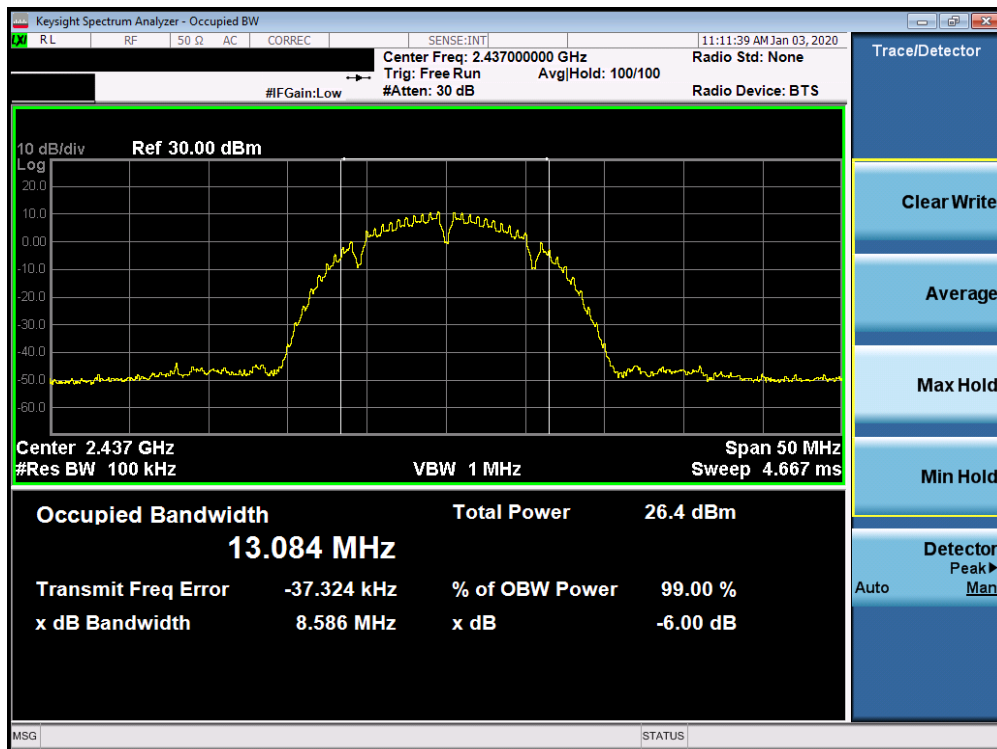 Keysight Spectrum Analyzer - Occupied BW
LXI RL RF 50 Ω AC CORREC SENSE:INT 11:11:39 AM Jan 03, 2020
Center Freq: 2.437000000 GHz Radio Std: None
Trig: Free Run Avg|Hold: 100/100
#IFGain:Low #Atten: 30 dB Radio Device: BTS
10 dB/div Ref 30.00 dBm
Log
20.0
10.0
0.00
-10.0
-20.0
-30.0
-40.0
-50.0
-60.0
Center 2.437 GHz Span 50 MHz
#Res BW 100 kHz VBW 1 MHz Sweep 4.667 ms
Occupied Bandwidth Total Power 26.4 dBm
13.084 MHz
Transmit Freq Error -37.324 kHz % of OBW Power 99.00 %
x dB Bandwidth 8.586 MHz x dB -6.00 dB
MSG STATUS
Trace/Detector
Clear Write
Average
Max Hold
Min Hold
Detector
Peak▶
Auto Man